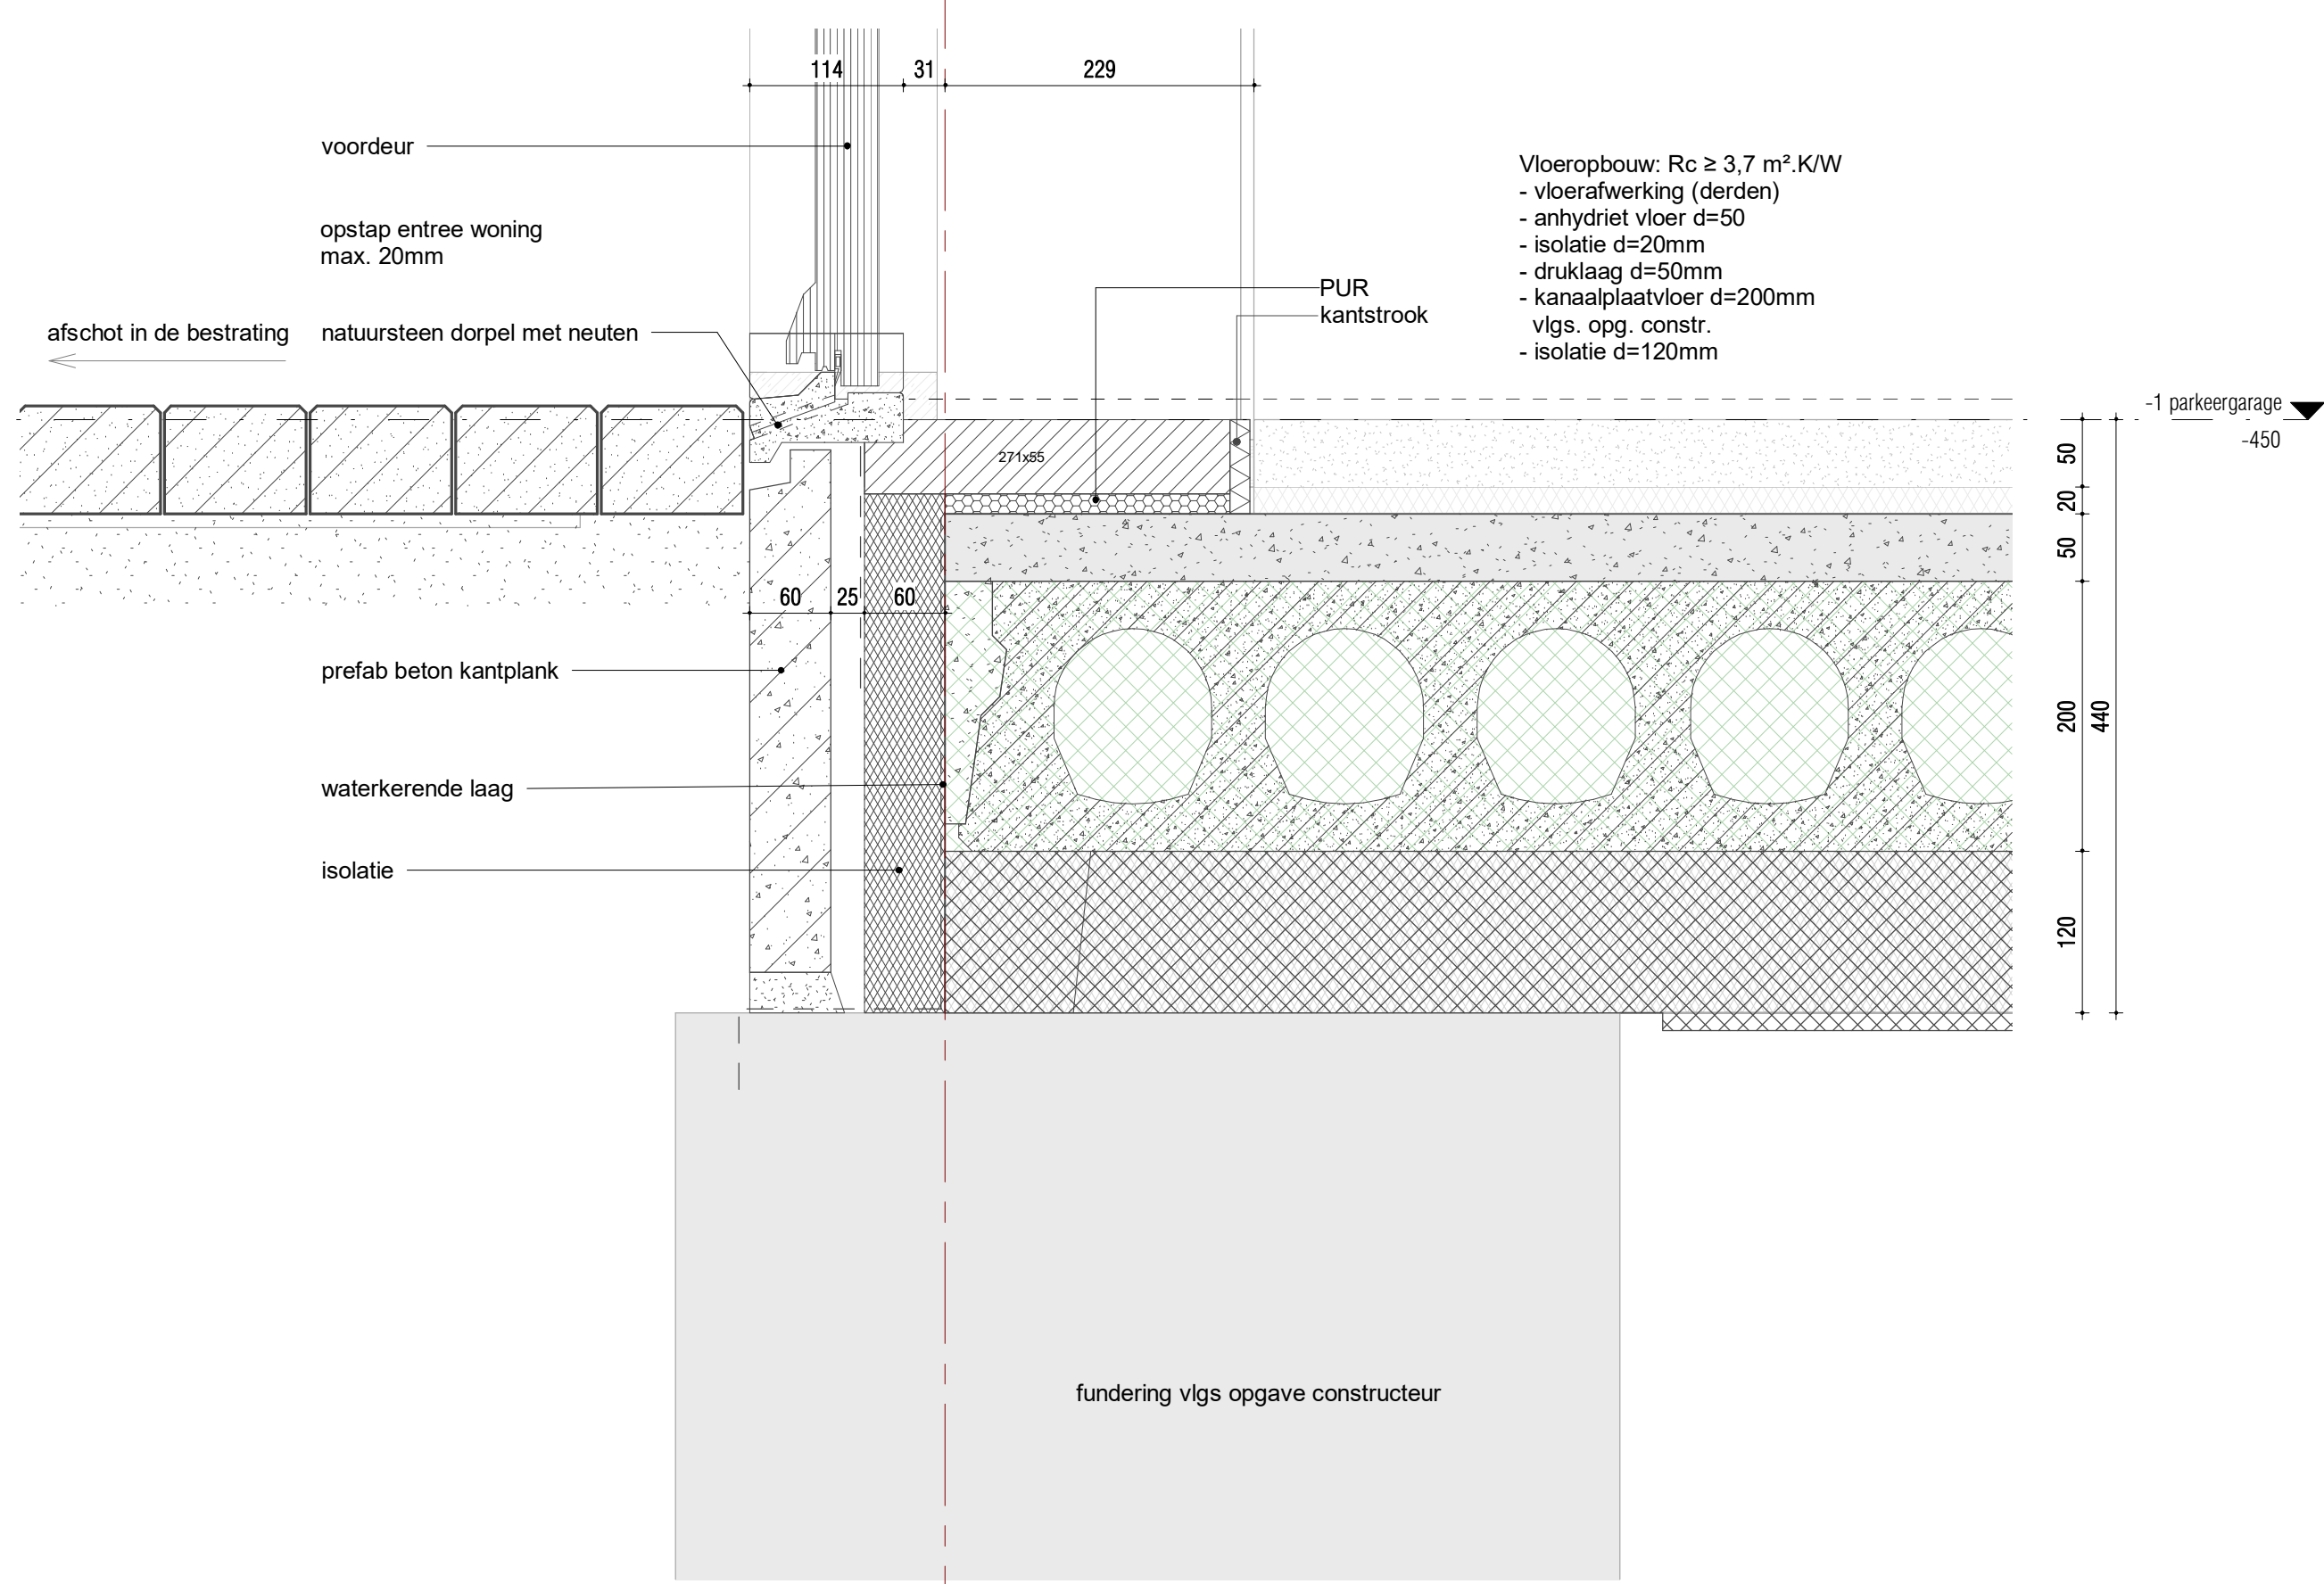 114
31
229
voordeur
opstap entree woning
max. 20mm
Vloeropbouw: Rc ≥ 3,7 m².K/W
- vloerafwerking (derden)
- anhydriet vloer d=50
- isolatie d=20mm
- druklaag d=50mm
- kanaalplaatvloer d=200mm
vlgs. opg. constr.
- isolatie d=120mm
PUR
kantstrook
afschot in de bestrating
natuursteen dorpel met neuten
-1 parkeergarage
-450
271x55
50
20
50
60
25
60
prefab beton kantplank
200
440
waterkerende laag
isolatie
120
fundering vlgs opgave constructeur